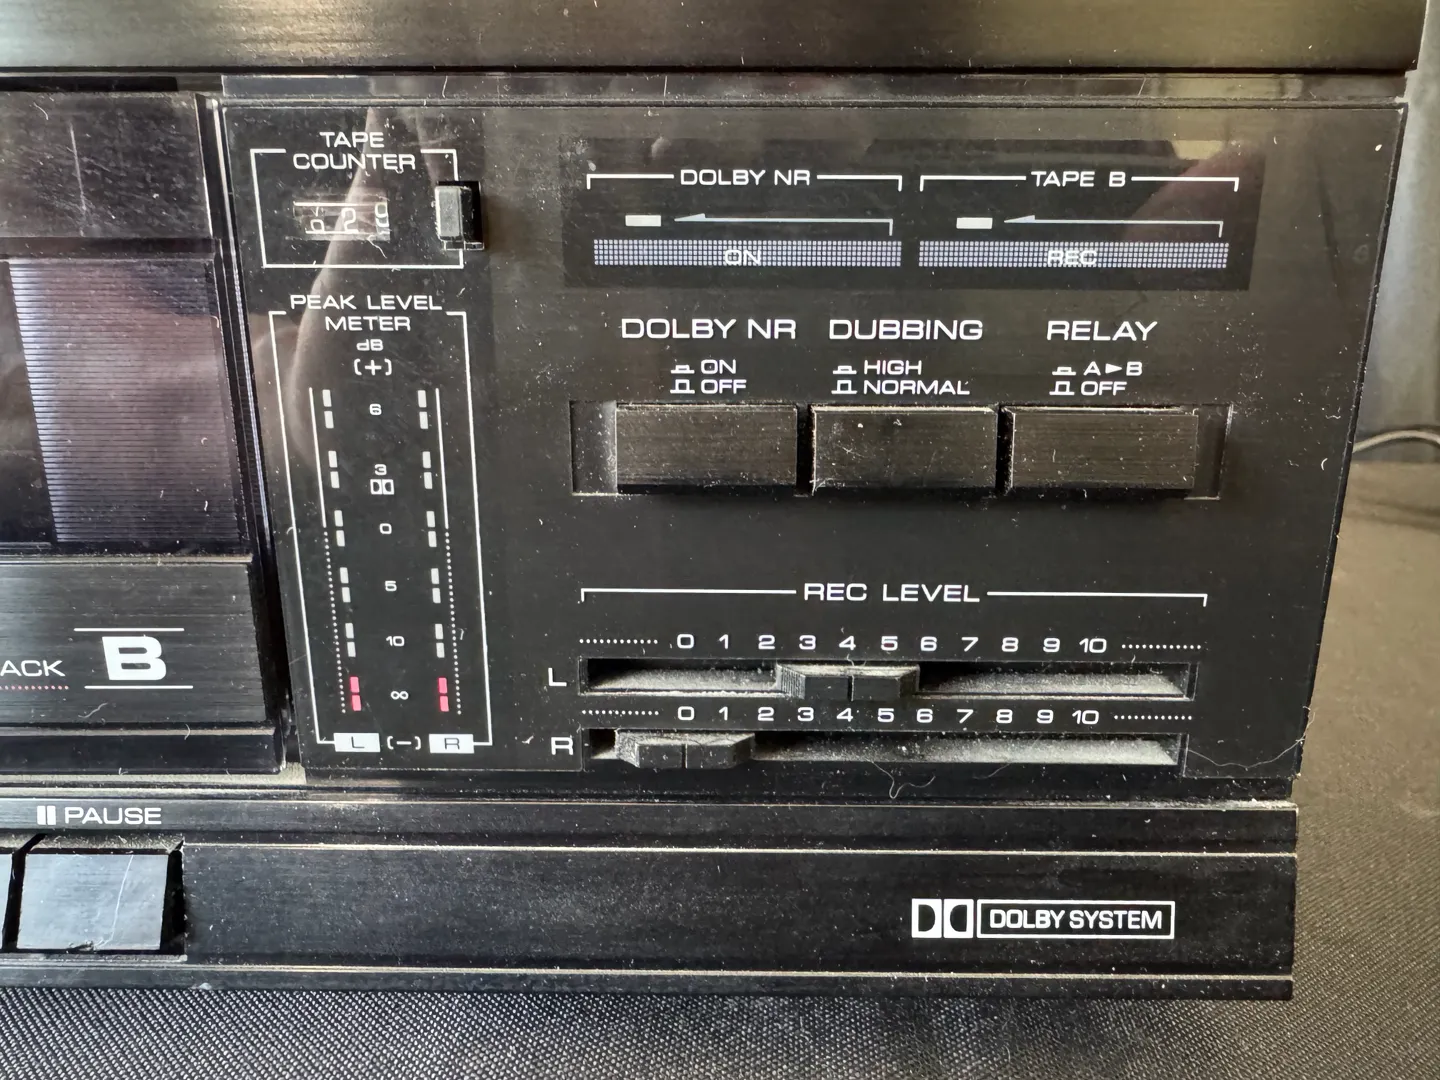 TAPE
COUNTER
DOLBY NR
TAPE B
ON
REC
PEAK LEVEL
METER
dB
(+)
6
3
0
5
10
∞
L (−) R
DOLBY NR DUBBING RELAY
ON HIGH A►B
OFF NORMAL OFF
REC LEVEL
0 1 2 3 4 5 6 7 8 9 10
L
0 1 2 3 4 5 6 7 8 9 10
R
ACK B
PAUSE
DOLBY SYSTEM